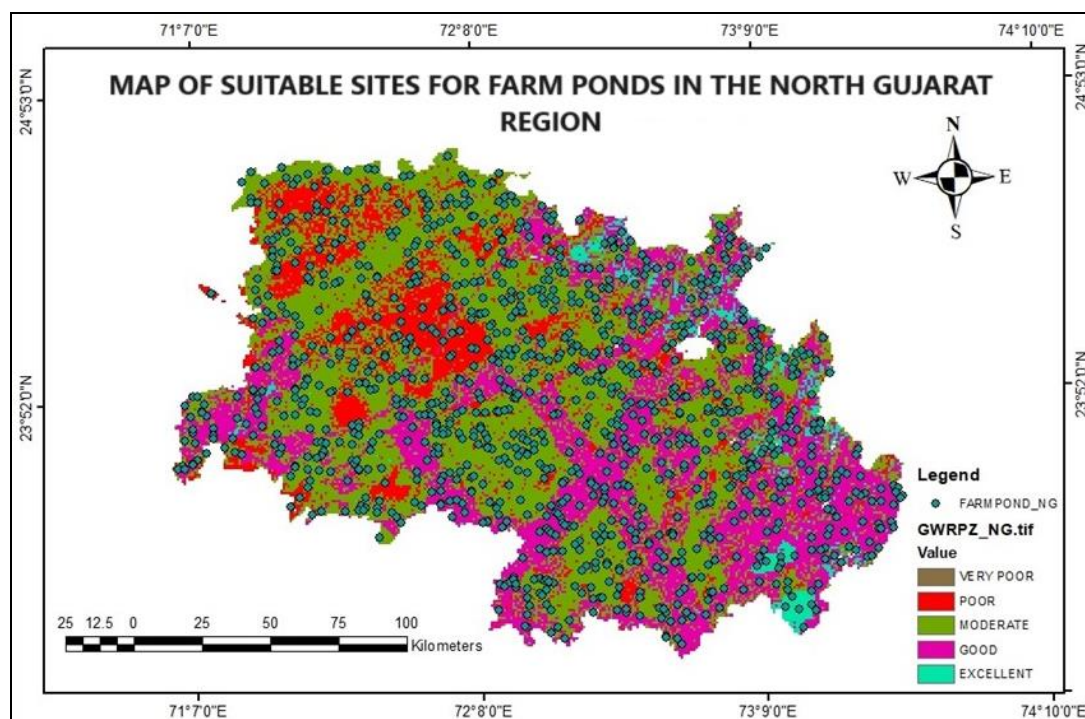 71°7'0"E 72°8'0"E 73°9'0"E 74°10'0"E
MAP OF SUITABLE SITES FOR FARM PONDS IN THE NORTH GUJARAT
REGION
24°53'0"N
24°53'0"N
N
W E
S
23°52'0"N
23°52'0"N
Legend
FARMPOND_NG
GWRPZ_NG.tif
Value
VERY POOR
POOR
MODERATE
GOOD
EXCELLENT
25 12.5 0 25 50 75 100
Kilometers
71°7'0"E 72°8'0"E 73°9'0"E 74°10'0"E